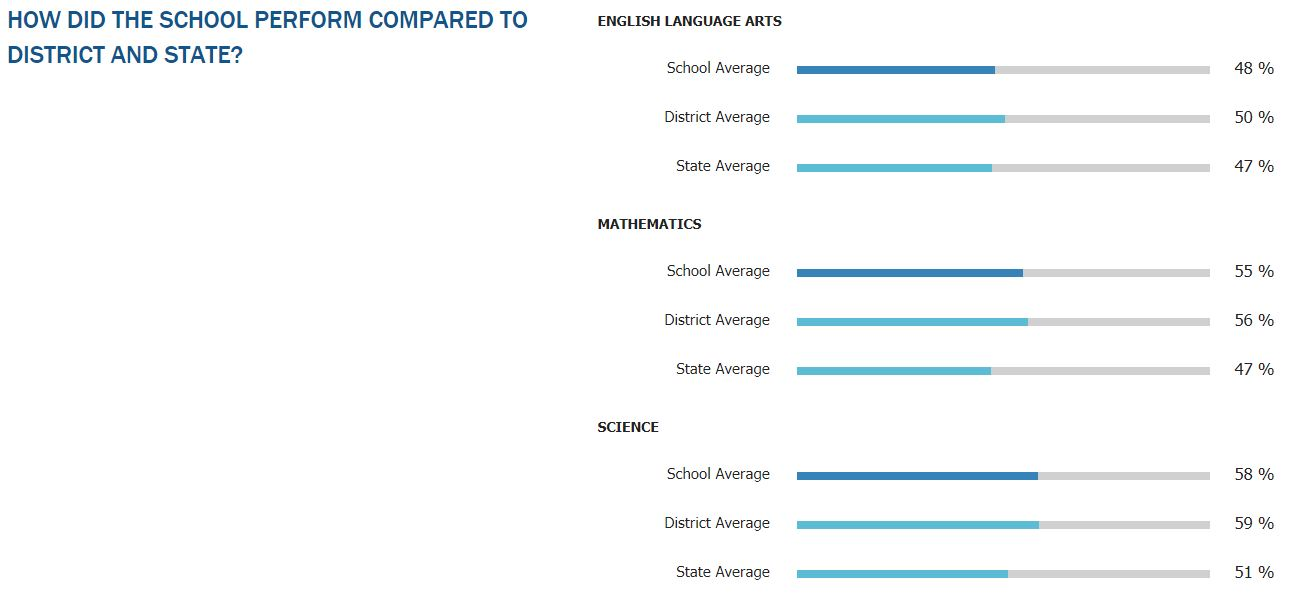 HOW DID THE SCHOOL PERFORM COMPARED TO
DISTRICT AND STATE?
ENGLISH LANGUAGE ARTS
School Average 48 %
District Average 50 %
State Average 47 %
MATHEMATICS
School Average 55 %
District Average 56 %
State Average 47 %
SCIENCE
School Average 58 %
District Average 59 %
State Average 51 %